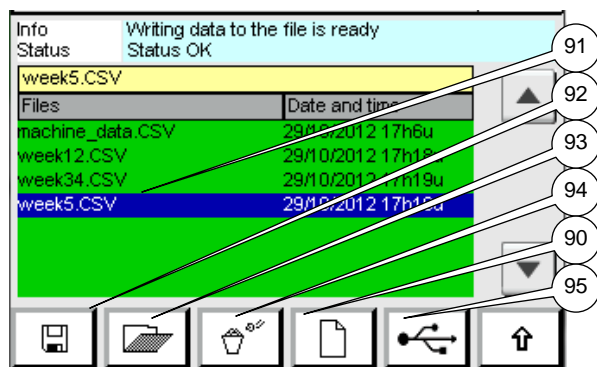 Info Writing data to the file is ready
Status Status OK
week5.CSV
Files Date and time
machine_data.CSV 29/10/2012 17h6u
week12.CSV 29/10/2012 17h18u
week34.CSV 29/10/2012 17h19u
week5.CSV 29/10/2012
91
92
93
94
90
95